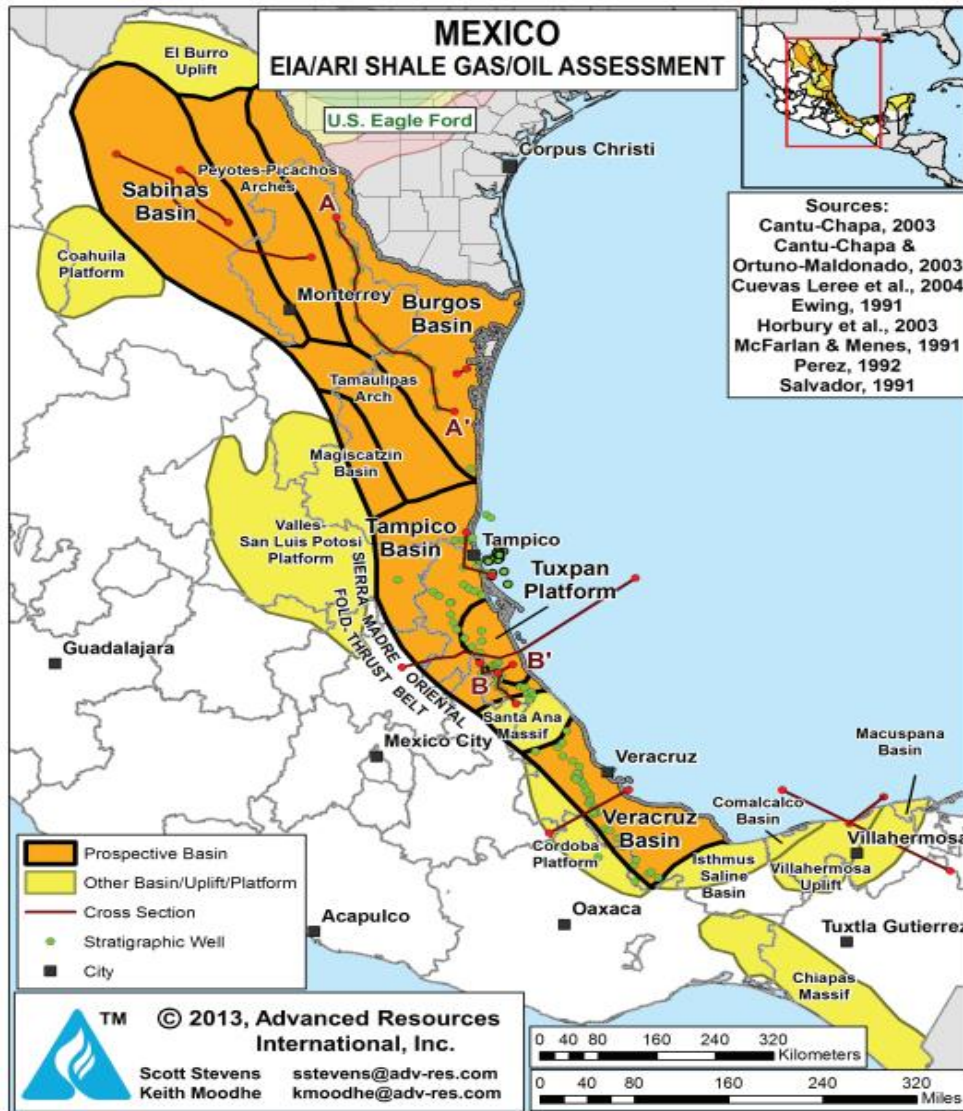 MEXICO
EIA/ARI SHALE GAS/OIL ASSESSMENT
El Burro
Uplift
U.S. Eagle Ford
Corpus Christi
Peyotes-Picachos
Arches
Sabinas
Basin
A
Coahuila
Platform
Monterrey
Burgos
Basin
Sources:
Cantu-Chapa, 2003
Cantu-Chapa &
Ortuno-Maldonado, 2003
Cuevas Leree et al., 2004
Ewing, 1991
Horbury et al., 2003
McFarlan & Menes, 1991
Perez, 1992
Salvador, 1991
Tamaulipas
Arch
A'
Magiscatzin
Basin
Tampico
Basin
Valles-
San Luis Potosi
Platform
Tampico
Tuxpan
Platform
SIERRA MADRE ORIENTAL
FOLD-THRUST BELT
Guadalajara
B'
B
Santa Ana
Massif
Mexico City
Veracruz
Macuspana
Basin
Comalcalco
Basin
Veracruz
Basin
Villahermosa
Cordoba
Platform
Isthmus
Saline
Basin
Villahermosa
Uplift
Prospective Basin
Other Basin/Uplift/Platform
Cross Section
Stratigraphic Well
City
Acapulco
Oaxaca
Tuxtla Gutierrez
Chiapas
Massif
TM
© 2013, Advanced Resources
International, Inc.
Scott Stevens sstevens@adv-res.com
Keith Moodhe kmoodhe@adv-res.com
0 40 80 160 240 320
Kilometers
0 40 80 160 240 320
Miles